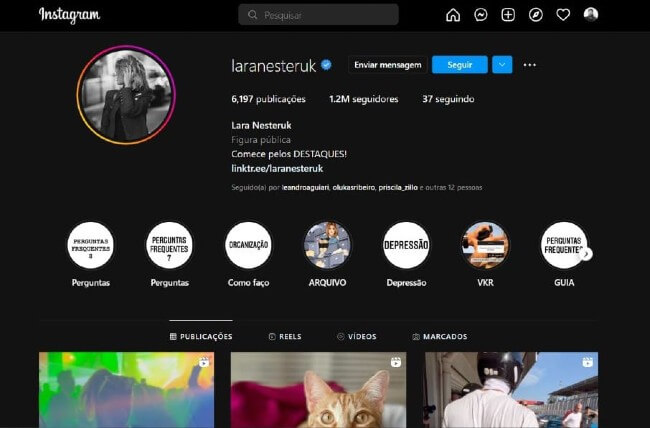 Instagram
Pesquisar
laranesteruk
Enviar mensagem
Seguir
6,197 publicações 1.2M seguidores 37 seguindo
Lara Nesteruk
Figura pública
Comece pelos DESTAQUES!
linktr.ee/laranesteruk
Seguido(a) por leandroaguiari, olukasribeiro, priscila_zillo e outras 12 pessoas
PERGUNTAS
FREQUENTES
8
PERGUNTAS
FREQUENTES
7
ORGANIZAÇÃO
DEPRESSÃO
PERGUNTAS
FREQUENTE
Perguntas Perguntas Como faço ARQUIVO Depressão VKR GUIA
PUBLICAÇÕES REELS VÍDEOS MARCADOS